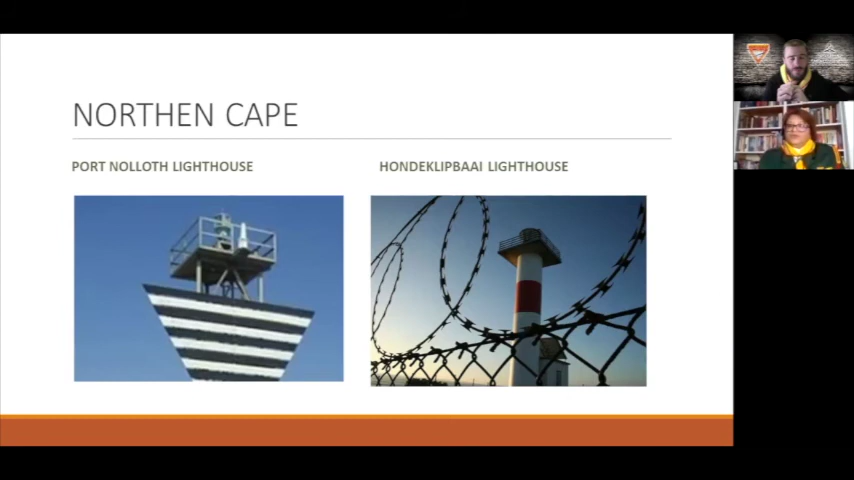 NORTHEN CAPE
PORT NOLLOTH LIGHTHOUSE
HONDEKLIPBAAI LIGHTHOUSE